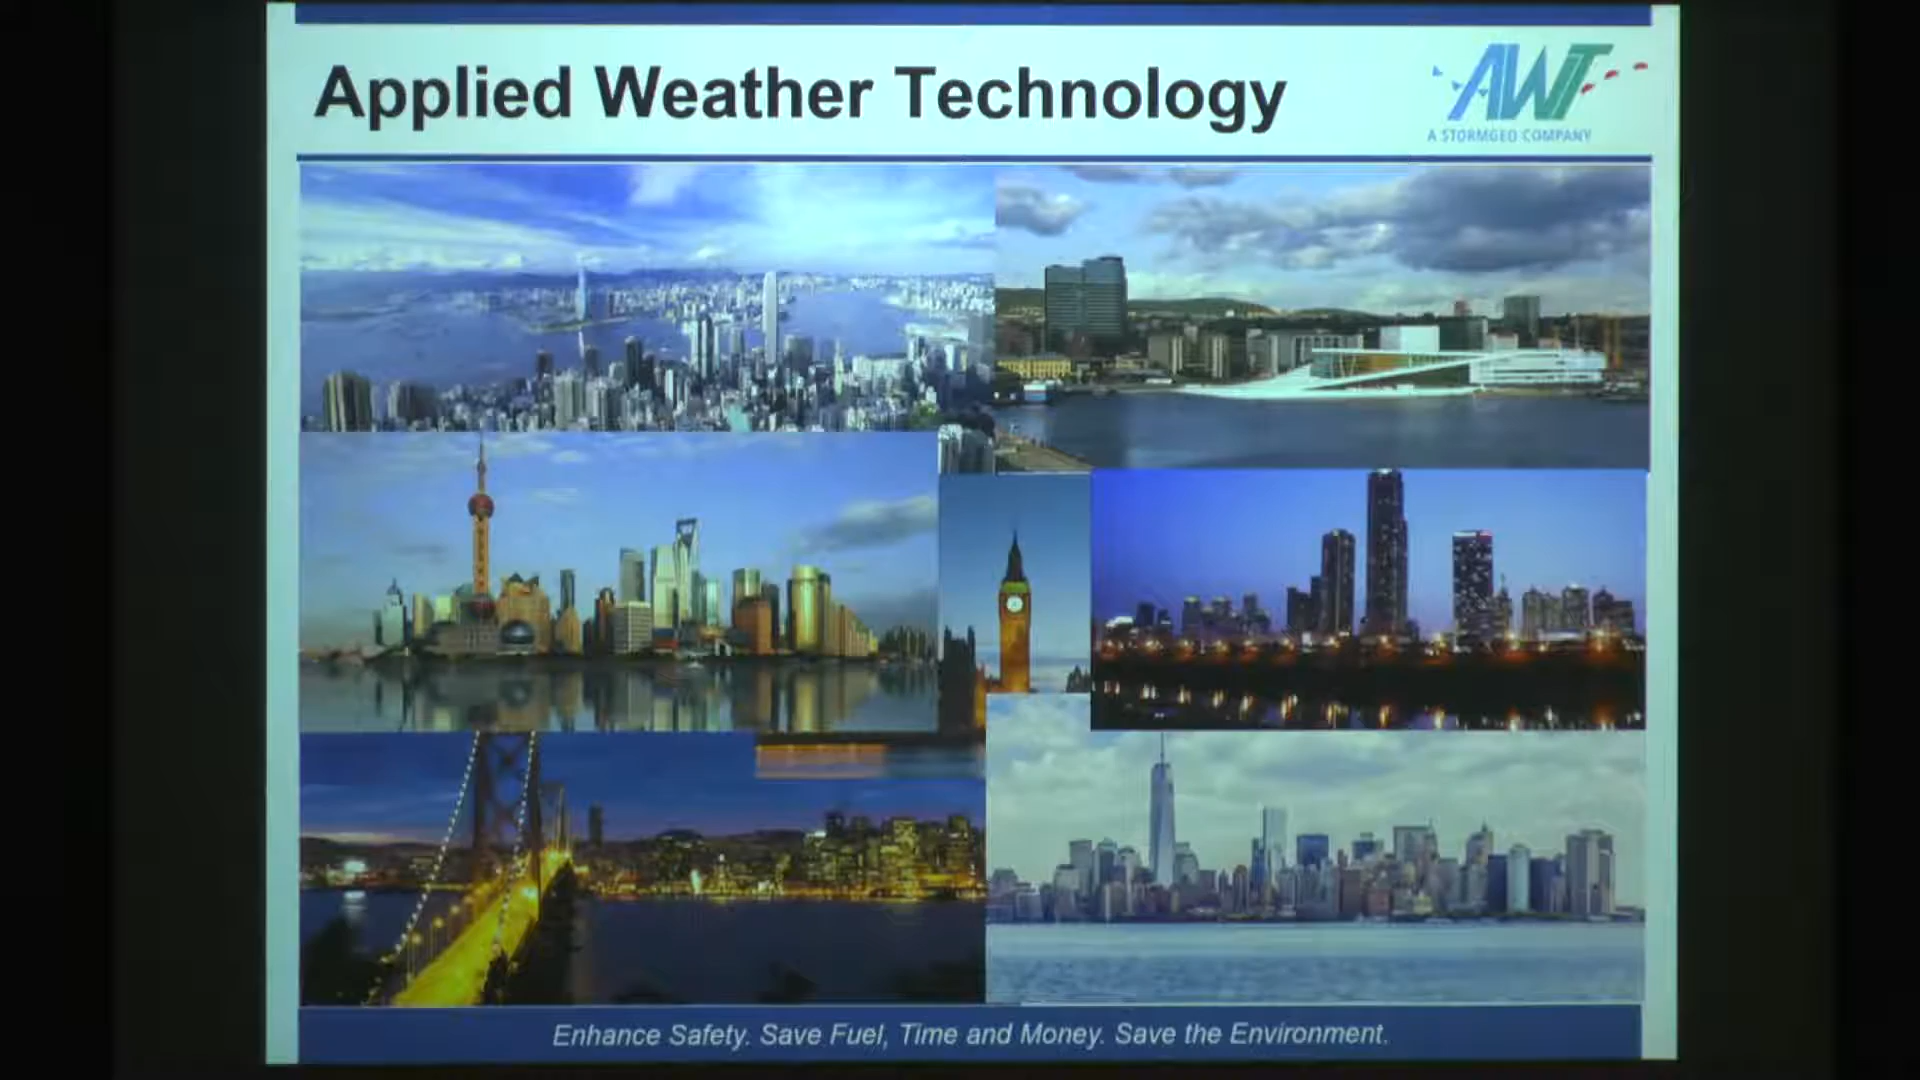 Applied Weather Technology
AWT
A STORMGEO COMPANY
Enhance Safety. Save Fuel, Time and Money. Save the Environment.